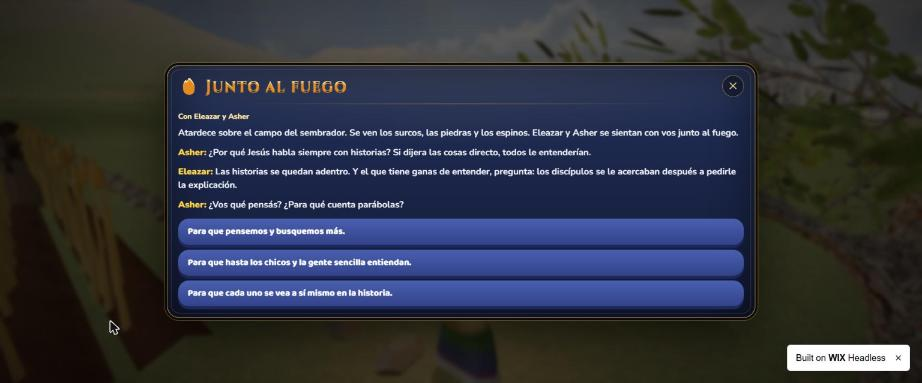 JUNTO AL FUEGO
Con Eleazar y Asher
Atardece sobre el campo del sembrador. Se ven los surcos, las piedras y los espinos. Eleazar y Asher se sientan con vos junto al fuego.
Asher: ¿Por qué Jesús habla siempre con historias? Si dijera las cosas directo, todos le entenderían.
Eleazar: Las historias se quedan adentro. Y el que tiene ganas de entender, pregunta: los discípulos se le acercaban después a pedirle
la explicación.
Asher: ¿Vos qué pensás? ¿Para qué cuenta parábolas?
Para que pensemos y busquemos más.
Para que hasta los chicos y la gente sencilla entiendan.
Para que cada uno se vea a sí mismo en la historia.
Built on WIX Headless ×